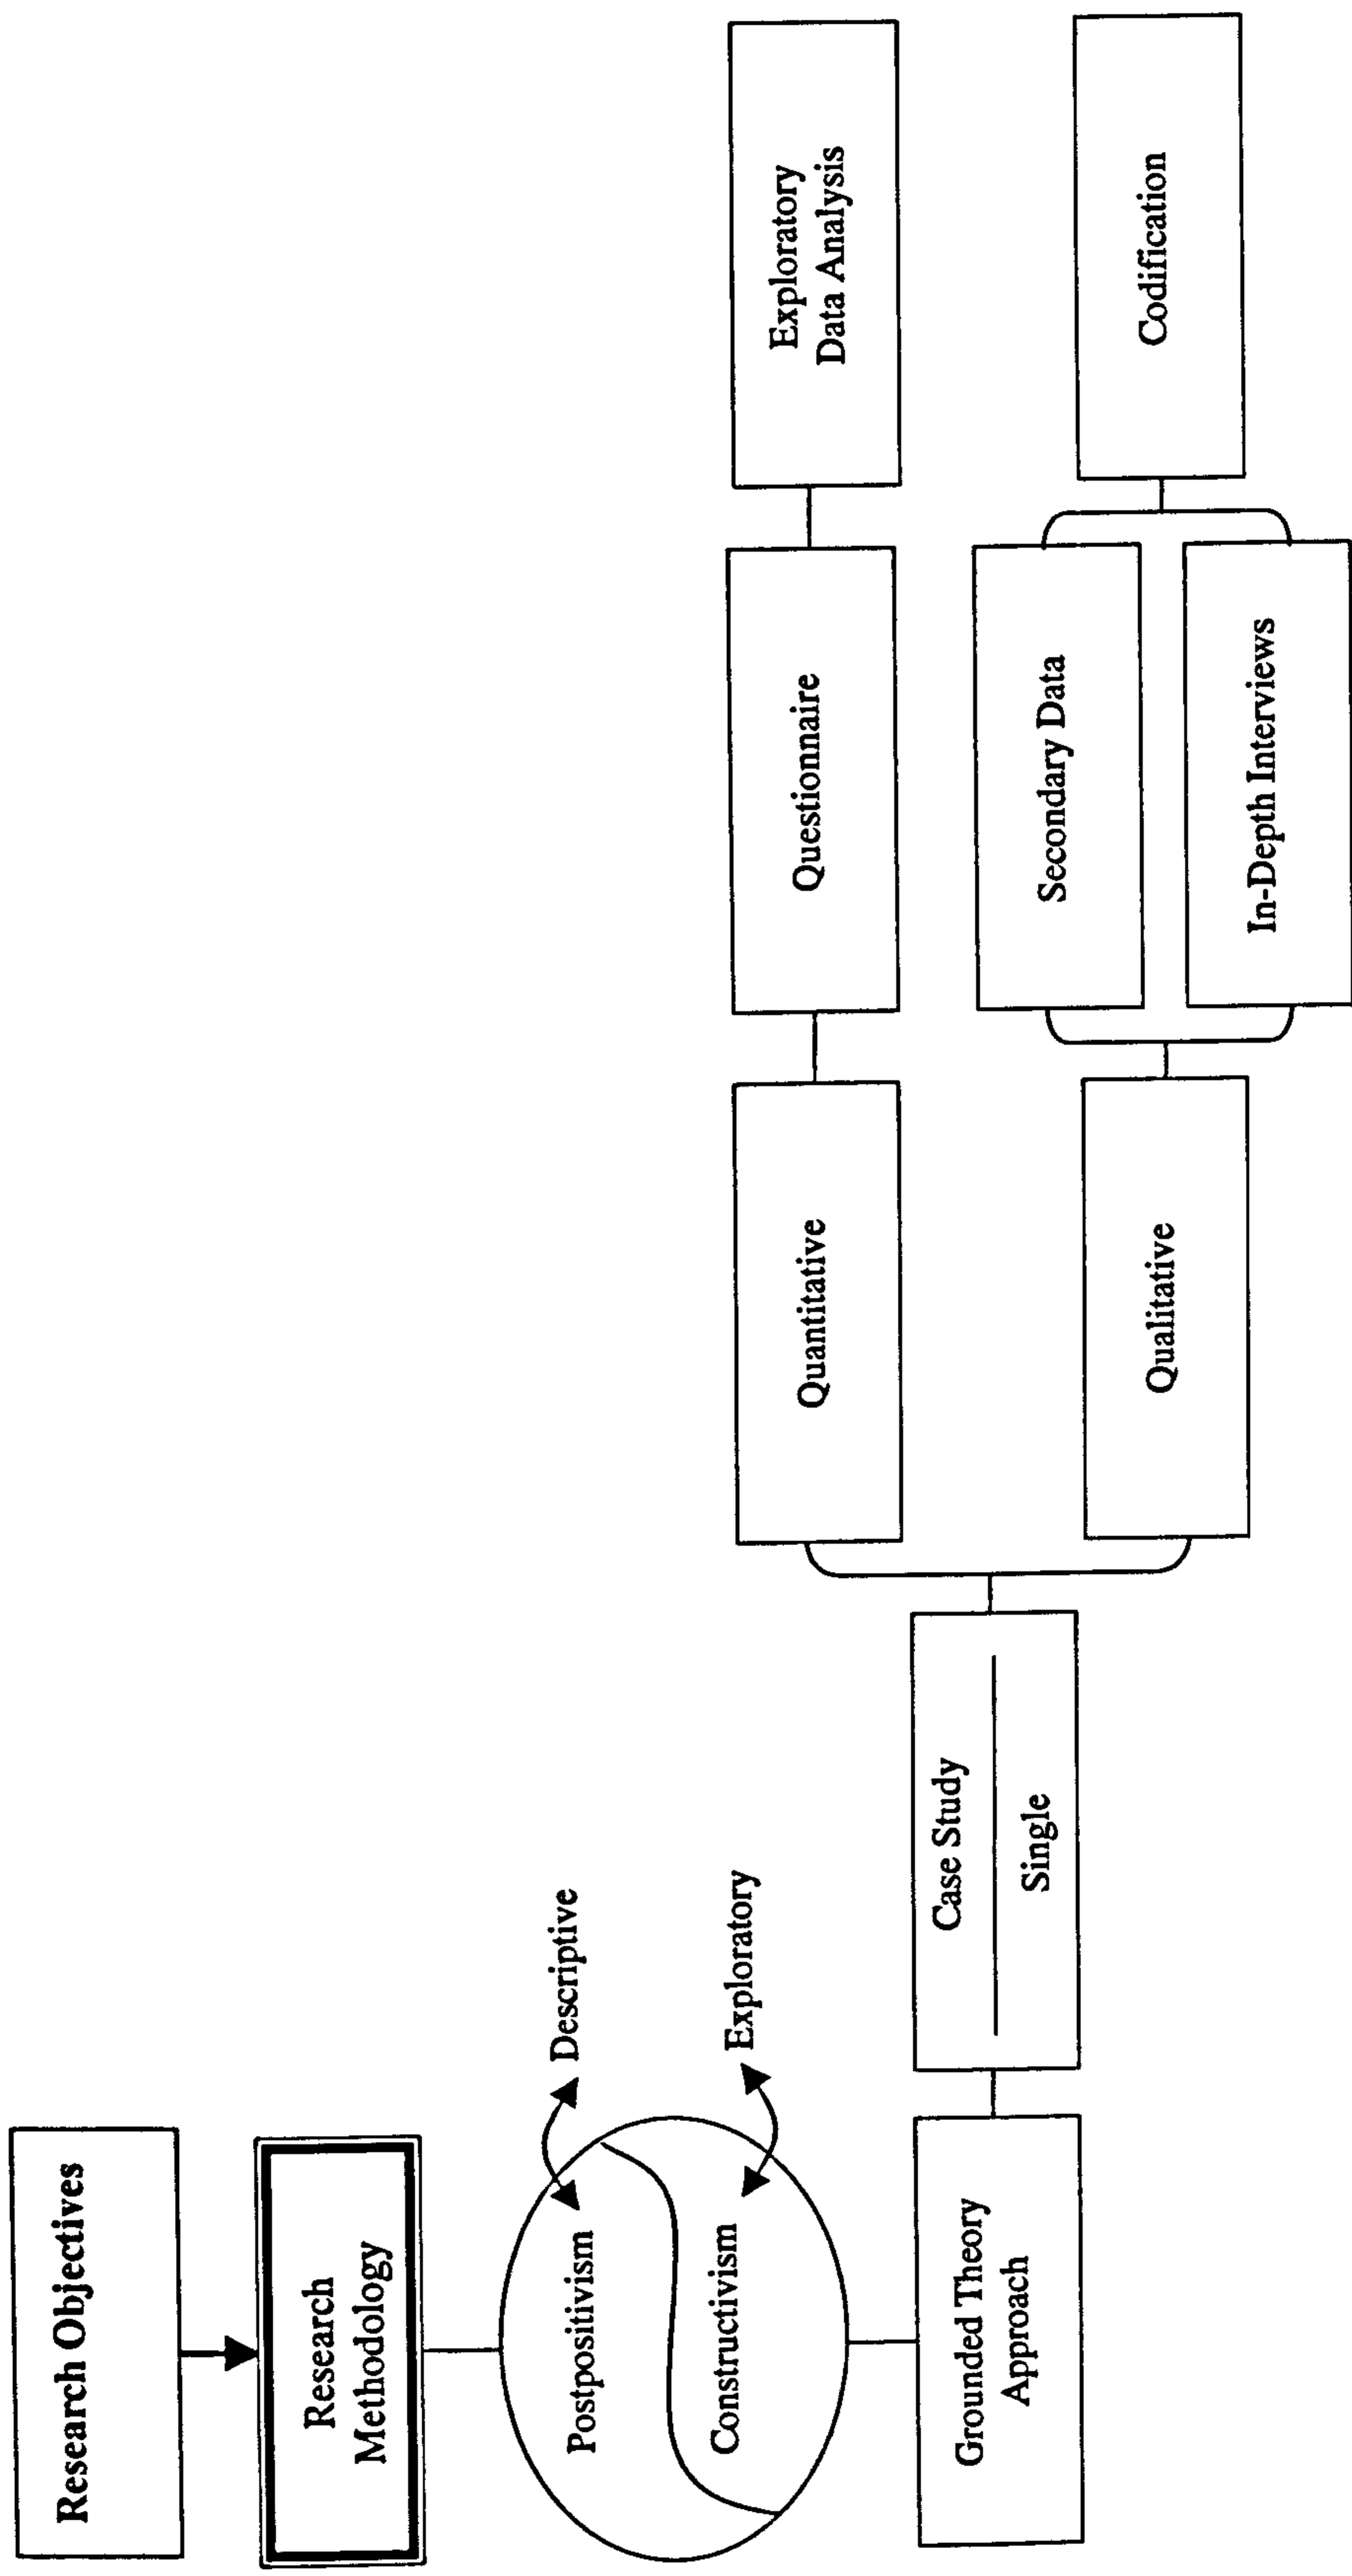 Research Objectives
Research
Methodology
Postpositivism
Descriptive
Constructivism
Exploratory
Grounded Theory
Approach
Case Study
Single
Quantitative
Questionnaire
Exploratory
Data Analysis
Qualitative
Secondary Data
In-Depth Interviews
Codification